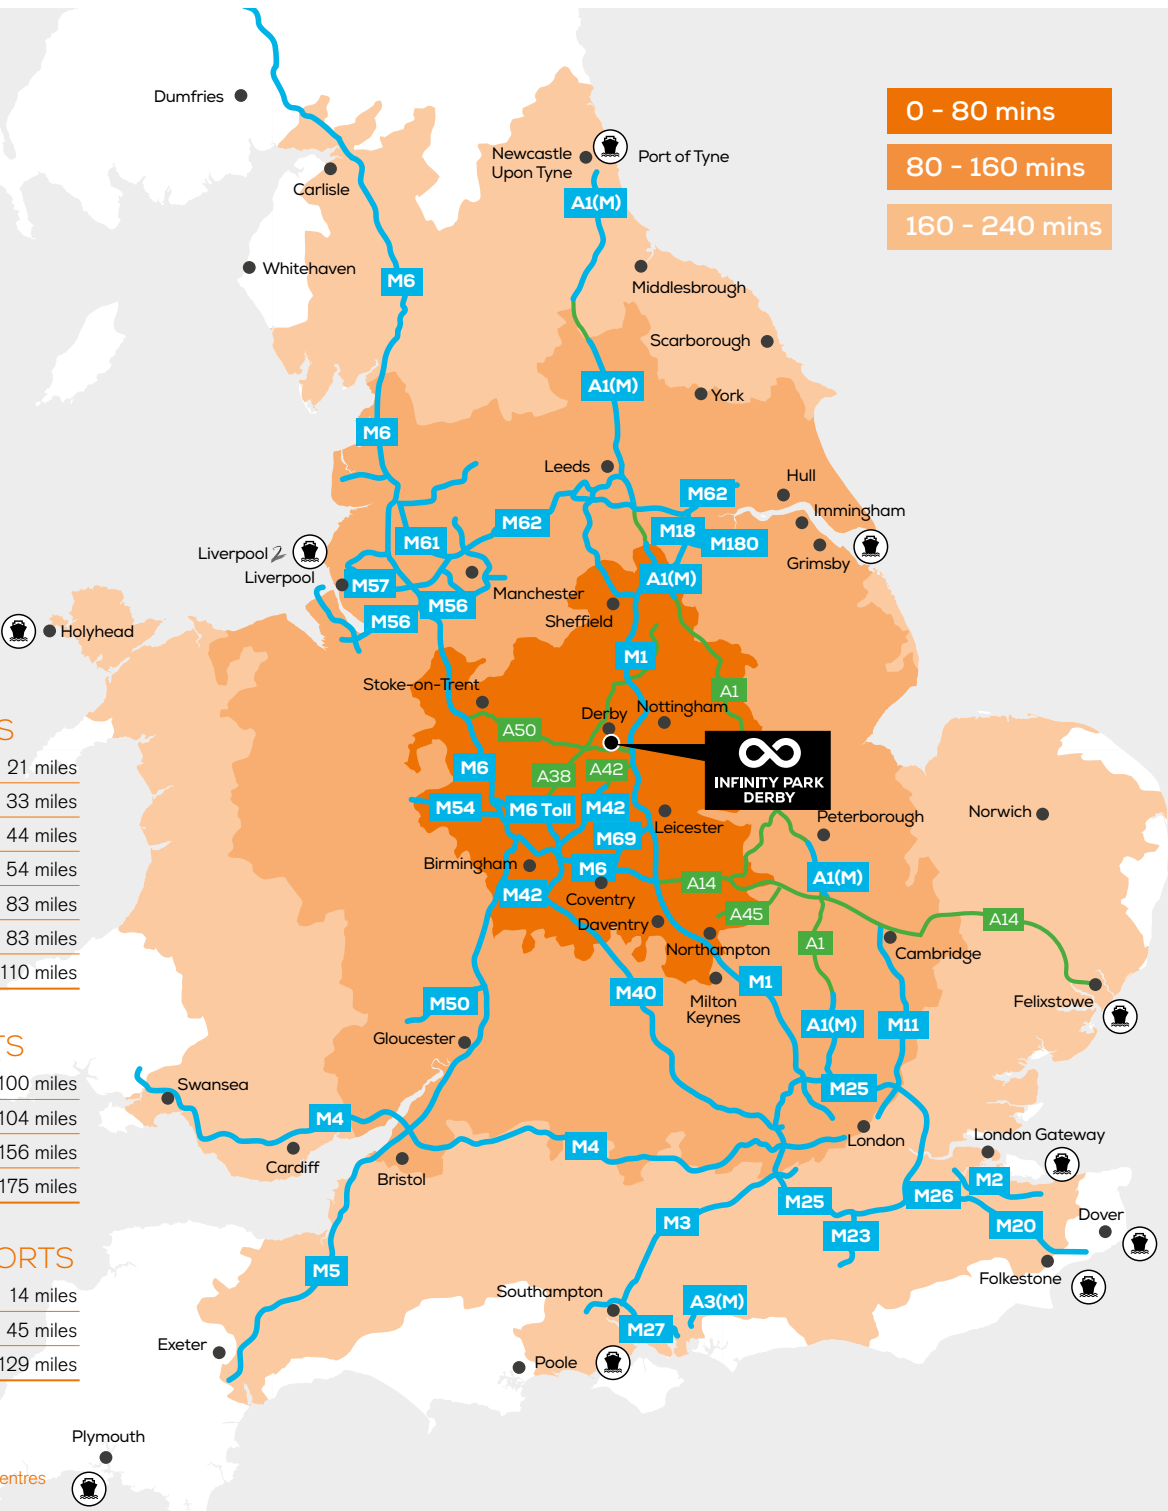 0 - 80 mins
80 - 160 mins
160 - 240 mins
Dumfries
Carlisle
Newcastle
Upon Tyne
Port of Tyne
A1(M)
Whitehaven
M6
Middlesbrough
Scarborough
A1(M)
York
M6
Leeds
Hull
M62
Immingham
M62
M18
M180
M61
Grimsby
Liverpool 2
Liverpool
M57
A1(M)
Manchester
M56
M56
Sheffield
Holyhead
M1
Stoke-on-Trent
A1
Nottingham
Derby
A50
INFINITY PARK
DERBY
M6
A38
A42
M54
M6 Toll
M42
Leicester
Peterborough
Norwich
M69
Birmingham
M6
A1(M)
A14
M42
Coventry
A45
A14
Daventry
Northampton
A1
Cambridge
M40
M1
Milton
Keynes
M50
Felixstowe
A1(M)
M11
Gloucester
Swansea
M25
M4
M4
London
London Gateway
Cardiff
Bristol
M2
M25
M26
M3
M23
M20
Dover
M5
Folkestone
Southampton
A3(M)
M27
Exeter
Poole
Plymouth
S
21 miles
33 miles
44 miles
54 miles
83 miles
83 miles
110 miles
TS
100 miles
104 miles
156 miles
175 miles
ORTS
14 miles
45 miles
129 miles
entres